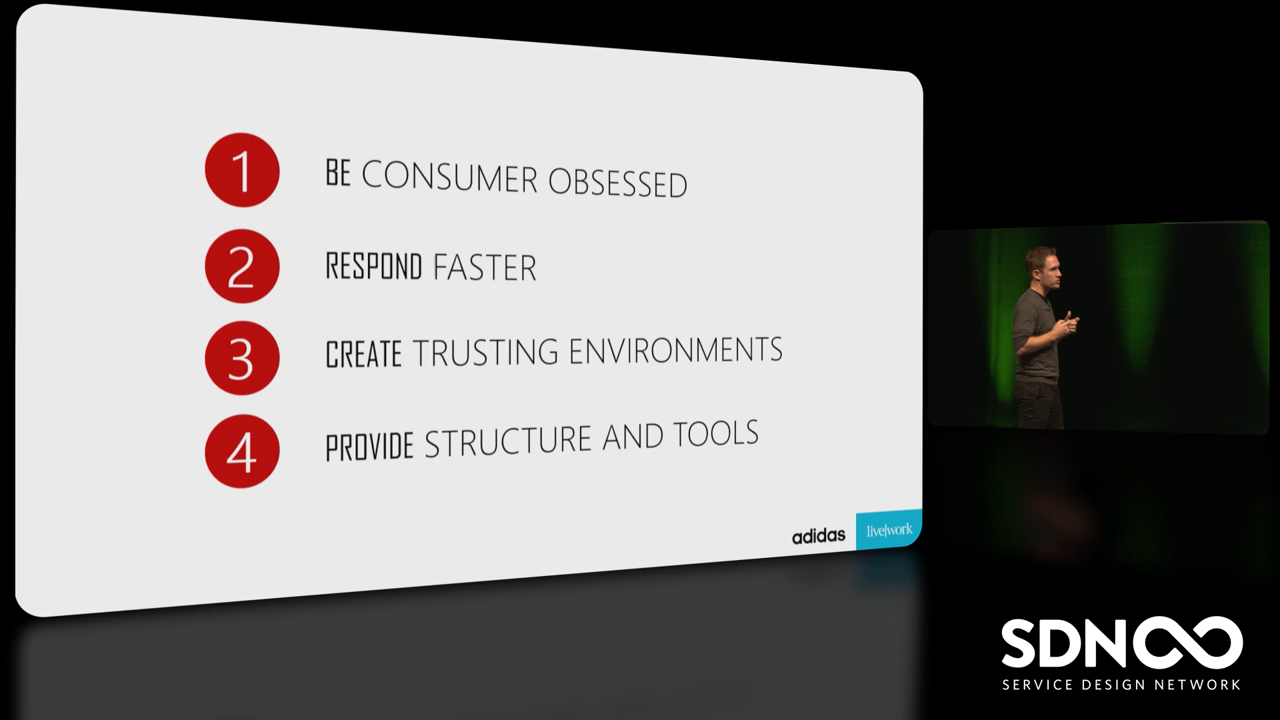 1 BE CONSUMER OBSESSED
2 RESPOND FASTER
3 CREATE TRUSTING ENVIRONMENTS
4 PROVIDE STRUCTURE AND TOOLS
adidas live|work
SDN
SERVICE DESIGN NETWORK